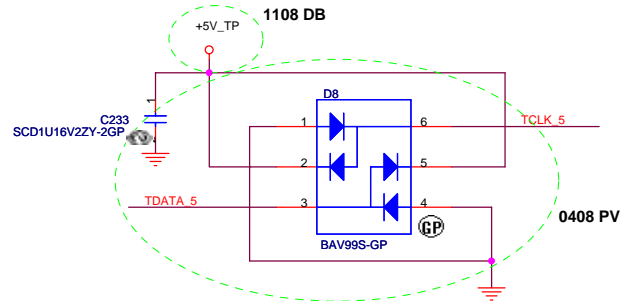 1108 DB
+5V_TP
D8
1
C233
SCD1U16V2ZY-2GP
1
6
TCLK_5
2
5
TDATA_5
3
4
GP
0408 PV
BAV99S-GP